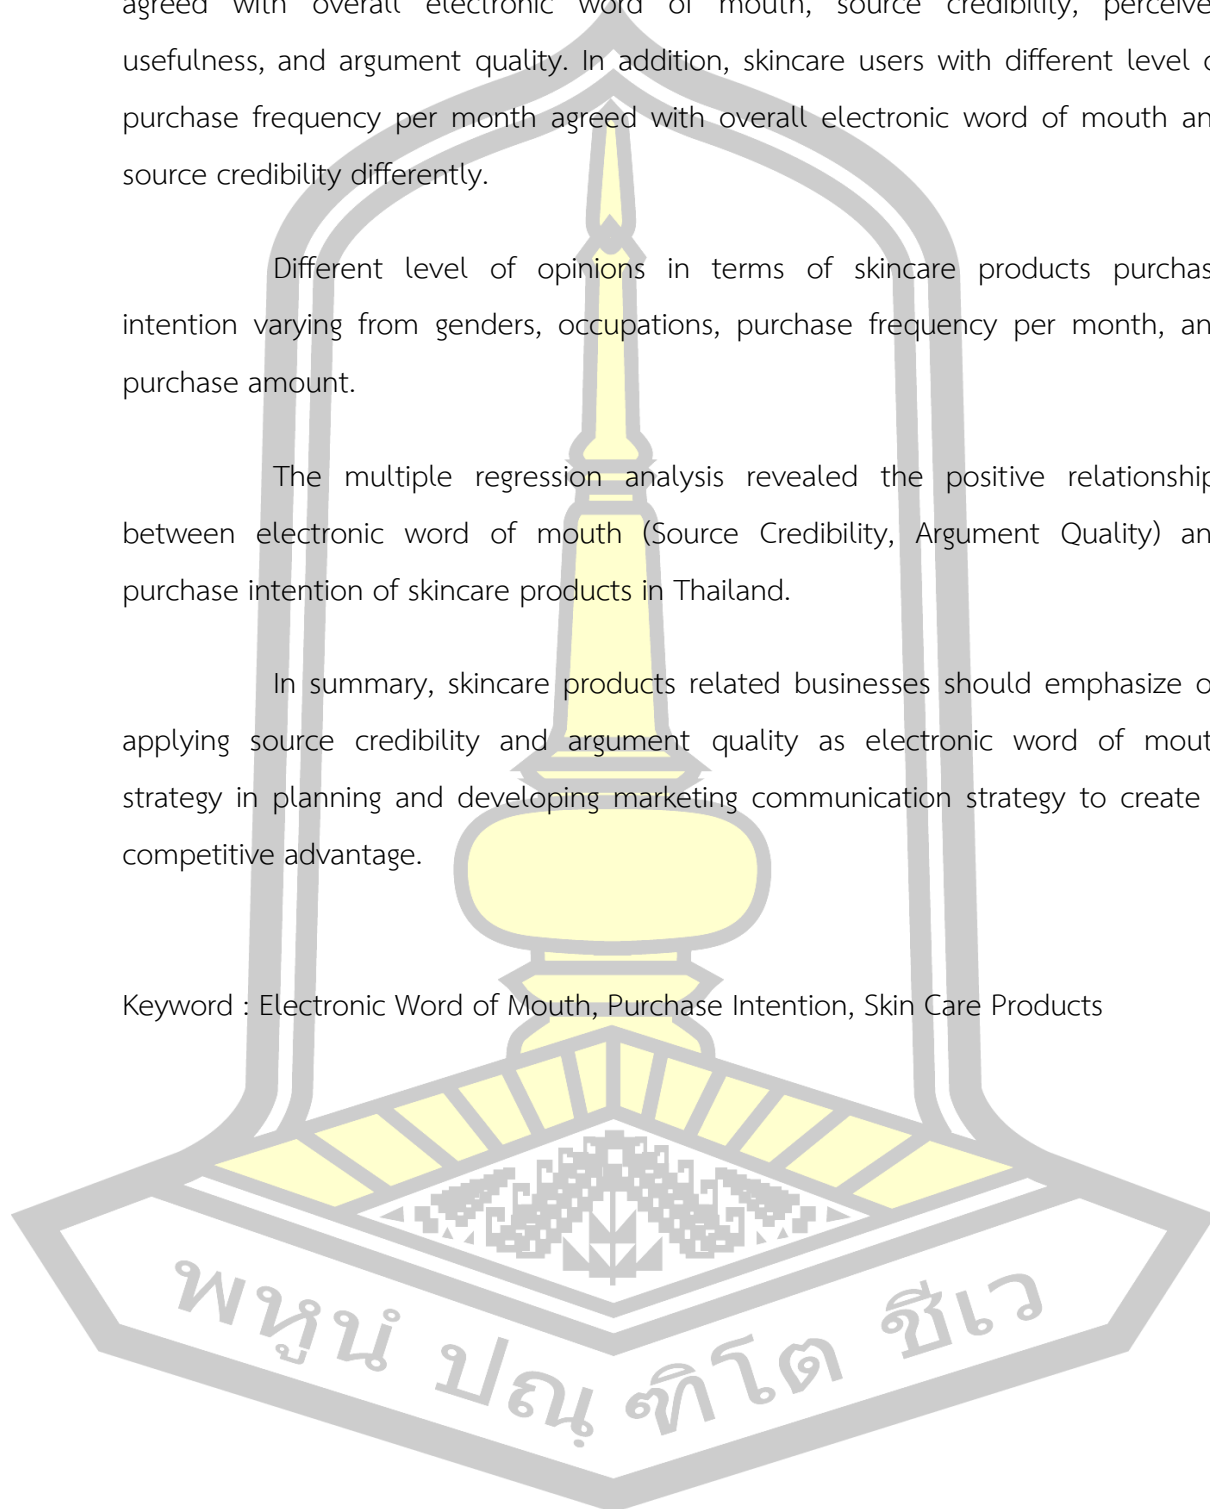 agreed with overall electronic word of mouth, source credibility, perceive
usefulness, and argument quality. In addition, skincare users with different level o
purchase frequency per month agreed with overall electronic word of mouth an
source credibility differently.
Different level of opinions in terms of skincare products purchas
intention varying from genders, occupations, purchase frequency per month, an
purchase amount.
The multiple regression analysis revealed the positive relationship
between electronic word of mouth (Source Credibility, Argument Quality) an
purchase intention of skincare products in Thailand.
In summary, skincare products related businesses should emphasize o
applying source credibility and argument quality as electronic word of mout
strategy in planning and developing marketing communication strategy to create
competitive advantage.
Keyword : Electronic Word of Mouth, Purchase Intention, Skin Care Products
พหูนํ ปณฺฑิโต ชีเว